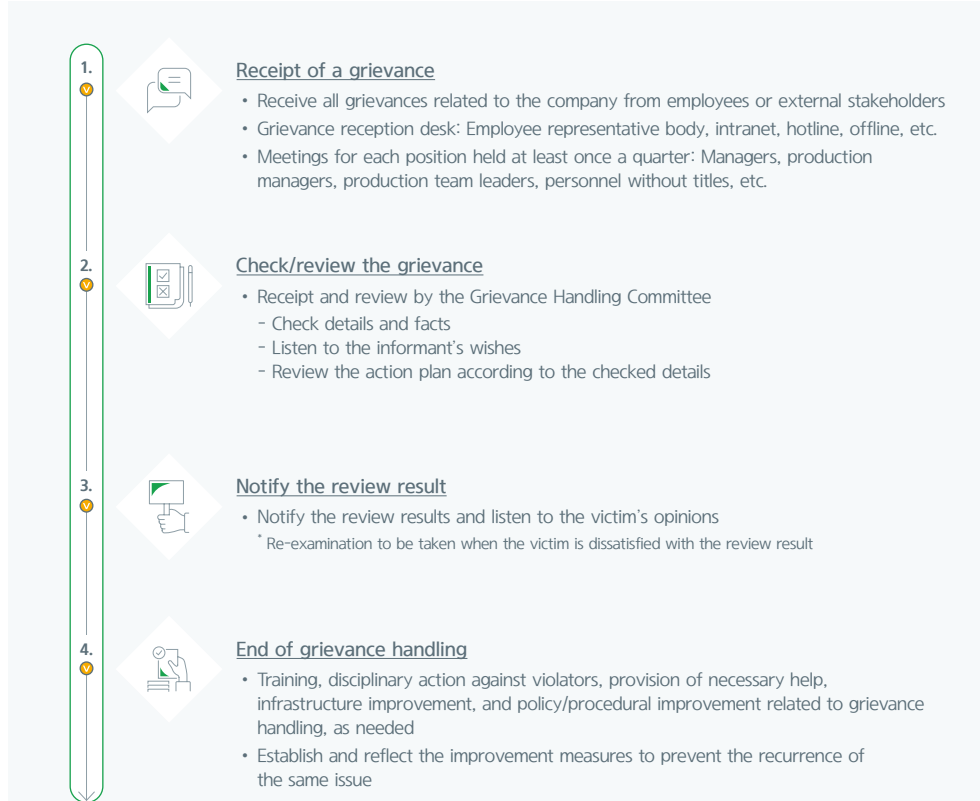 1.
Receipt of a grievance
• Receive all grievances related to the company from employees or external stakeholders
• Grievance reception desk: Employee representative body, intranet, hotline, offline, etc.
• Meetings for each position held at least once a quarter: Managers, production
managers, production team leaders, personnel without titles, etc.
2.
Check/review the grievance
• Receipt and review by the Grievance Handling Committee
- Check details and facts
- Listen to the informant's wishes
- Review the action plan according to the checked details
3.
Notify the review result
• Notify the review results and listen to the victim's opinions
* Re-examination to be taken when the victim is dissatisfied with the review result
4.
End of grievance handling
• Training, disciplinary action against violators, provision of necessary help,
infrastructure improvement, and policy/procedural improvement related to grievance
handling, as needed
• Establish and reflect the improvement measures to prevent the recurrence of
the same issue